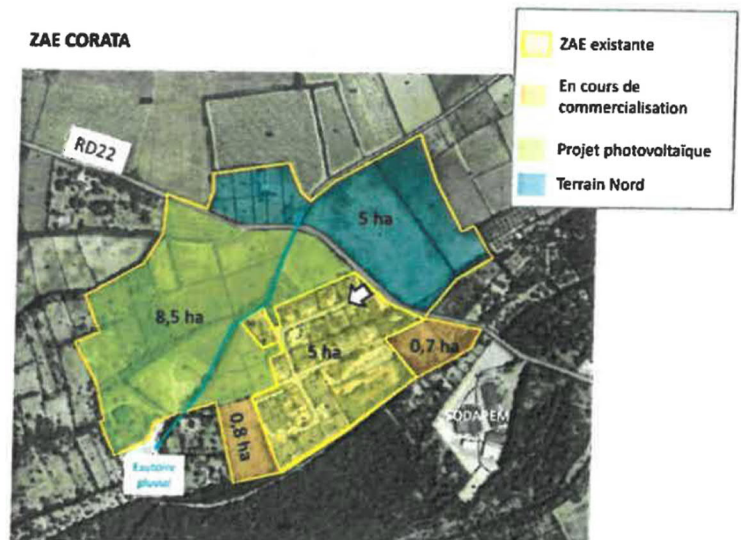 ZAE CORATA
ZAE existante
En cours de
commercialisation
Projet photovoltaïque
Terrain Nord
RD22
5 ha
8,5 ha
5 ha
0,7 ha
0,8 ha
SODAREM
Exutoire
pluvial